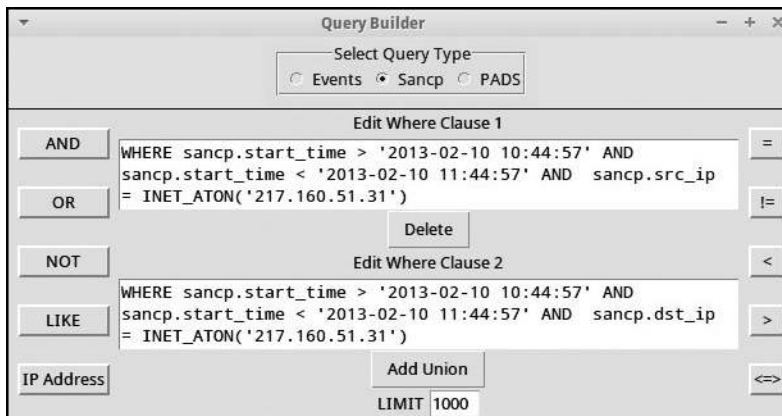 Query Builder
Select Query Type
Events Sancp PADS
Edit Where Clause 1
AND
OR
NOT
LIKE
IP Address
WHERE sancp.start_time > '2013-02-10 10:44:57' AND
sancp.start_time < '2013-02-10 11:44:57' AND sancp.src_ip
= INET_ATON('217.160.51.31')
Delete
Edit Where Clause 2
WHERE sancp.start_time > '2013-02-10 10:44:57' AND
sancp.start_time < '2013-02-10 11:44:57' AND sancp.dst_ip
= INET_ATON('217.160.51.31')
Add Union
LIMIT 1000
=
!=
<
>
<=>